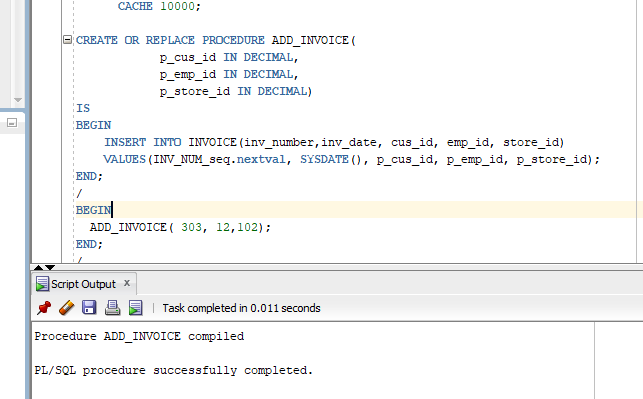 CACHE 10000;
CREATE OR REPLACE PROCEDURE ADD_INVOICE(
p_cus_id IN DECIMAL,
p_emp_id IN DECIMAL,
p_store_id IN DECIMAL)
IS
BEGIN
INSERT INTO INVOICE(inv_number,inv_date, cus_id, emp_id, store_id)
VALUES(INV_NUM_seq.nextval, SYSDATE(), p_cus_id, p_emp_id, p_store_id);
END;
/
BEGIN
ADD_INVOICE( 303, 12,102);
END;
/
Script Output x
Task completed in 0.011 seconds
Procedure ADD_INVOICE compiled
PL/SQL procedure successfully completed.